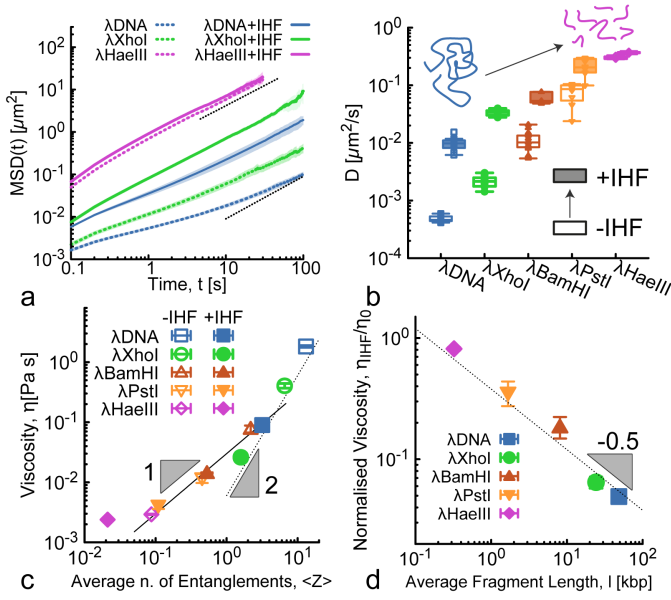 λDNA λDNA+IHF
λXhoI λXhoI+IHF
λHaeIII λHaeIII+IHF
MSD(t) [μm²]
10²
10¹
10⁰
10⁻¹
10⁻²
10⁻³
0.1 1 10 100
Time, t [s]
a
D [μm²/s]
10⁰
10⁻¹
10⁻²
10⁻³
10⁻⁴
+IHF
-IHF
λDNA λXhoI λBamHI λPstI λHaeIII
b
-IHF +IHF
λDNA
λXhoI
λBamHI
λPstI
λHaeIII
Viscosity, η[Pa s]
10¹
10⁰
10⁻¹
10⁻²
10⁻³
1
2
10⁻² 10⁻¹ 10⁰ 10¹
Average n. of Entanglements, <Z>
c
Normalised Viscosity, ηIHF/η0
10⁰
10⁻¹
-0.5
λDNA
λXhoI
λBamHI
λPstI
λHaeIII
10⁻¹ 10⁰ 10¹ 10²
Average Fragment Length, l [kbp]
d